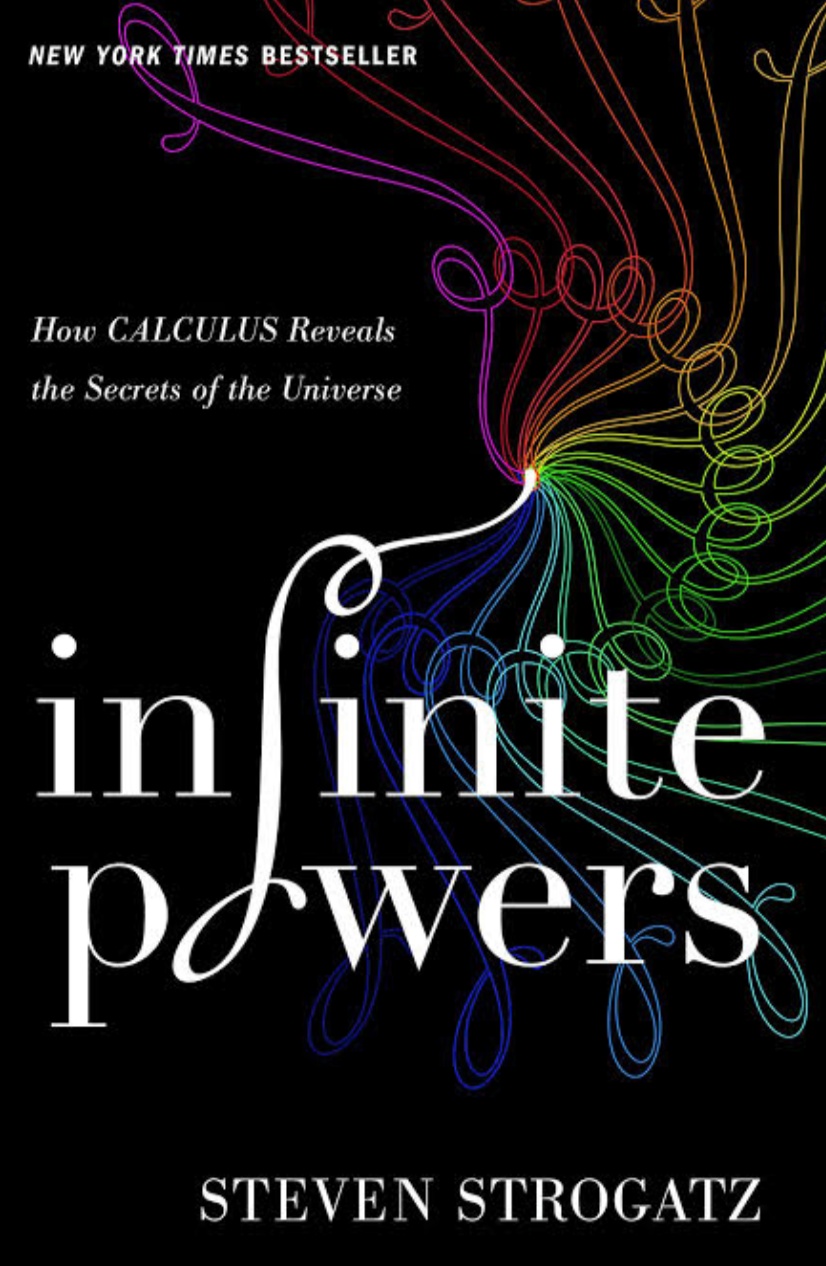 NEW YORK TIMES BESTSELLER
How CALCULUS Reveals
the Secrets of the Universe
infinite
powers
STEVEN STROGATZ